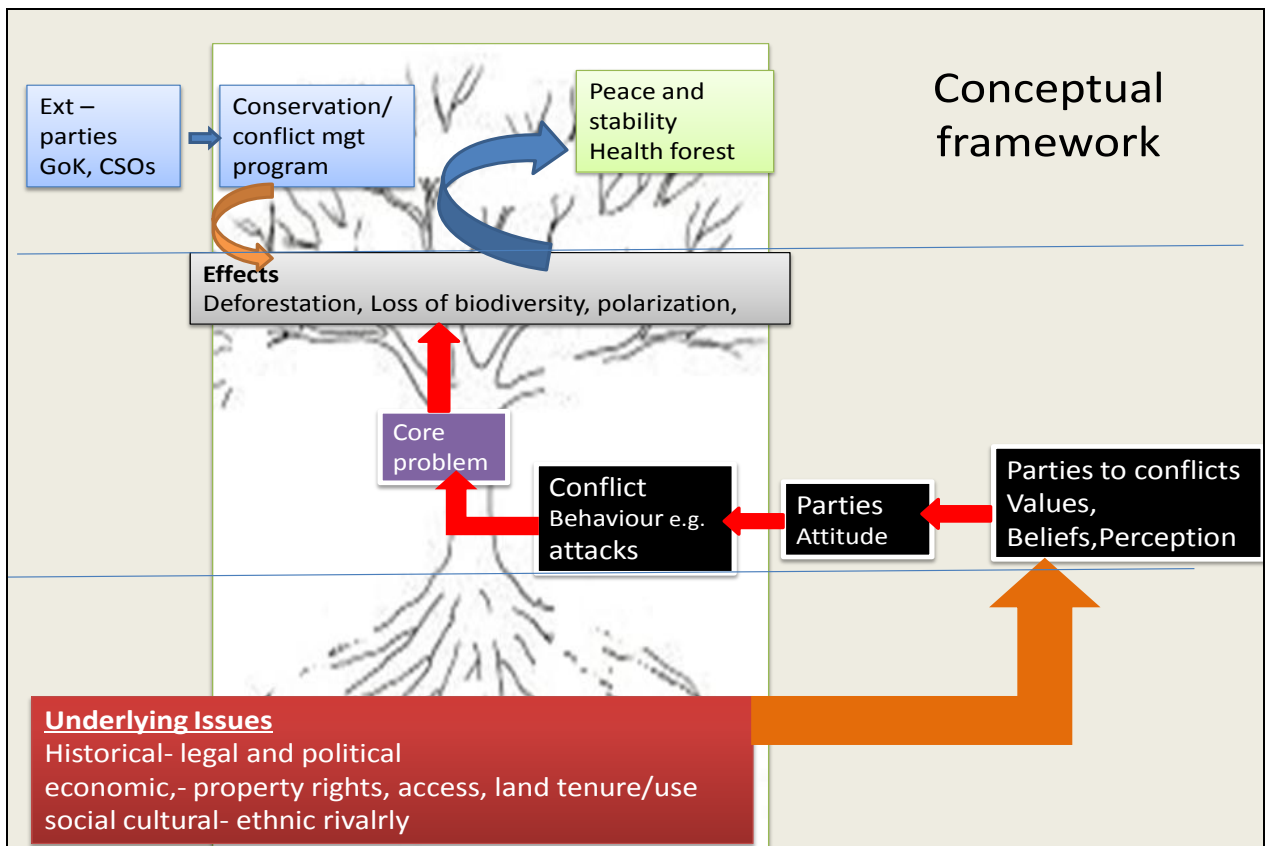 Conceptual
framework
Ext –
parties
GoK, CSOs
Conservation/
conflict mgt
program
Peace and
stability
Health forest
Effects
Deforestation, Loss of biodiversity, polarization,
Core
problem
Conflict
Behaviour e.g.
attacks
Parties
Attitude
Parties to conflicts
Values,
Beliefs,Perception
Underlying Issues
Historical- legal and political
economic,- property rights, access, land tenure/use
social cultural- ethnic rivalrly